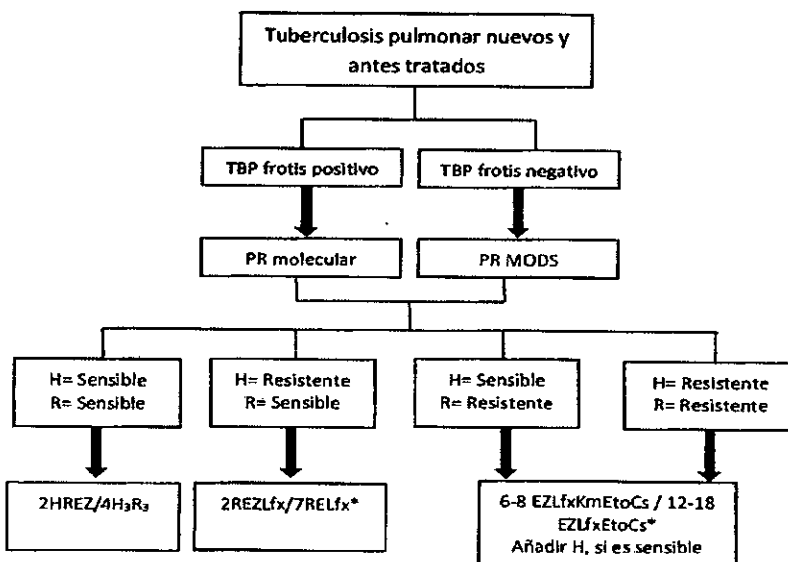 Tuberculosis pulmonar nuevos y
antes tratados
TBP frotis positivo
TBP frotis negativo
PR molecular
PR MODS
H= Sensible
R= Sensible
H= Resistente
R= Sensible
H= Sensible
R= Resistente
H= Resistente
R= Resistente
2HREZ/4H₃R₃
2REZLfx/7RELfx*
6-8 EZLfxKmEtoCs / 12-18
EZLfxEtoCs*
Añadir H, si es sensible